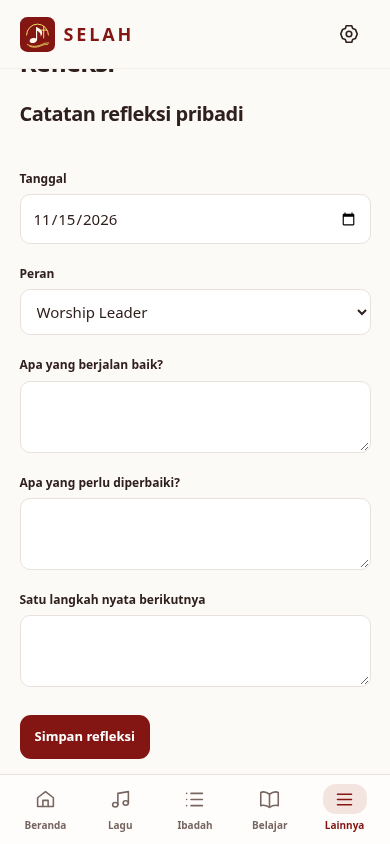 SELAH
Refleksi
Catatan refleksi pribadi
Tanggal
11/15/2026
Peran
Worship Leader
Apa yang berjalan baik?
Apa yang perlu diperbaiki?
Satu langkah nyata berikutnya
Simpan refleksi
Beranda
Lagu
Ibadah
Belajar
Lainnya